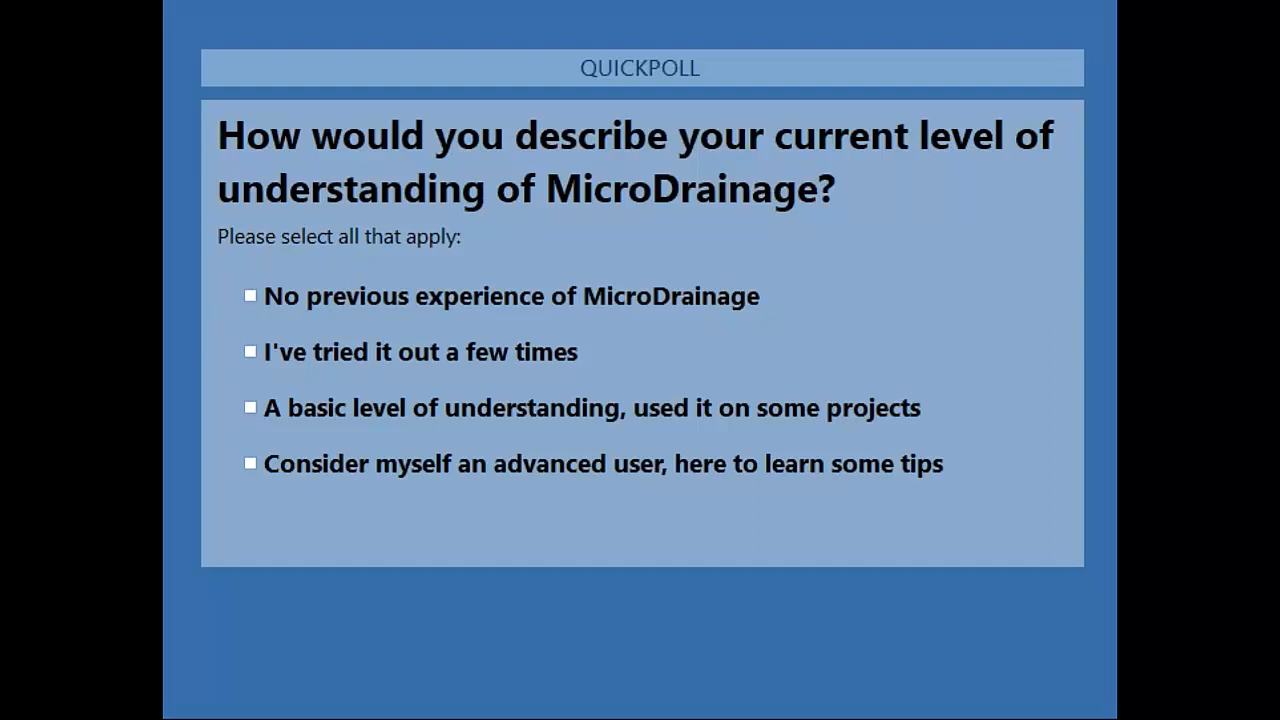 QUICKPOLL
How would you describe your current level of
understanding of MicroDrainage?
Please select all that apply:
No previous experience of MicroDrainage
I've tried it out a few times
A basic level of understanding, used it on some projects
Consider myself an advanced user, here to learn some tips